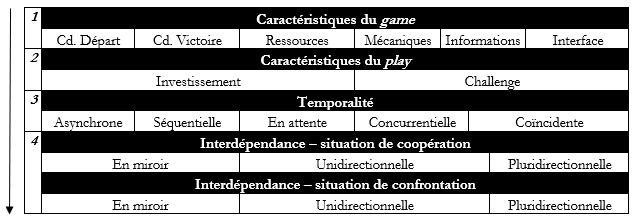 1 Caractéristiques du game
Cd. Départ Cd. Victoire Ressources Mécaniques Informations Interface
2 Caractéristiques du play
Investissement Challenge
3 Temporalité
Asynchrone Séquentielle En attente Concurrentielle Coïncidente
4 Interdépendance – situation de coopération
En miroir Unidirectionnelle Pluridirectionnelle
Interdépendance – situation de confrontation
En miroir Unidirectionnelle Pluridirectionnelle